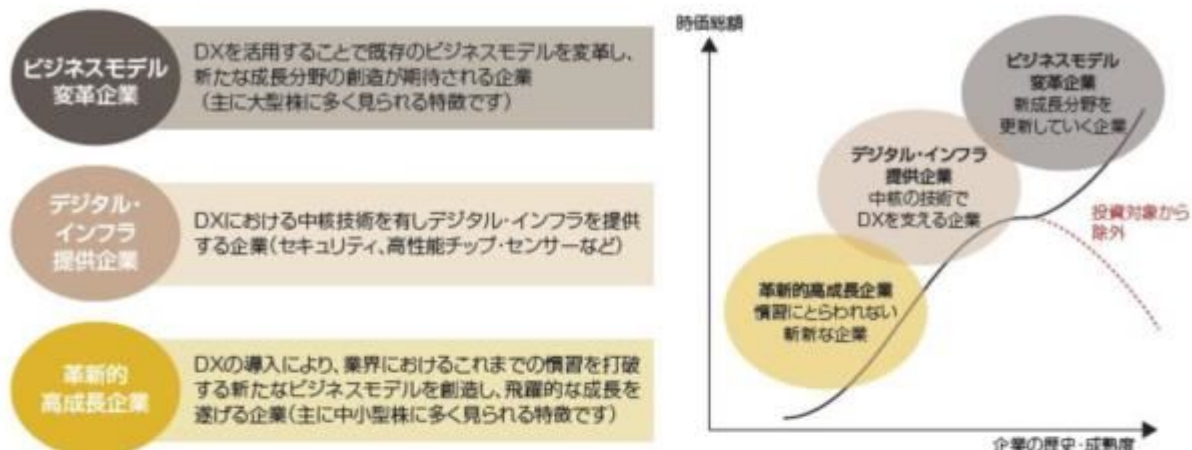 ビジネスモデル
変革企業
DXを活用することで既存のビジネスモデルを変革し、
新たな成長分野の創造が期待される企業
(主に大型株に多く見られる特徴です)
デジタル・
インフラ
提供企業
DXにおける中核技術を有しデジタル・インフラを提供
する企業(セキュリティ、高性能チップ・センサーなど)
革新的
高成長企業
DXの導入により、業界におけるこれまでの慣習を打破
する新たなビジネスモデルを創造し、飛躍的な成長を
遂げる企業(主に中小型株に多く見られる特徴です)
時価総額
ビジネスモデル
変革企業
新成長分野を
更新していく企業
デジタル・インフラ
提供企業
中核の技術で
DXを支える企業
投資対象から
除外
革新的高成長企業
慣習にとらわれない
斬新な企業
企業の歴史・成熟度